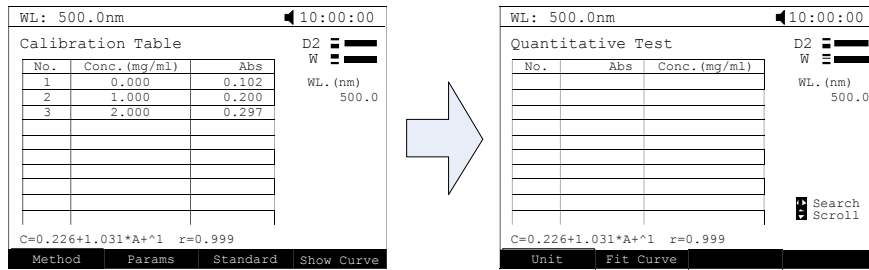 WL: 500.0nm 10:00:00
Calibration Table D2
W
No. Conc.(mg/ml) Abs
WL.(nm)
1 0.000 0.102
500.0
2 1.000 0.200
3 2.000 0.297
C=0.226+1.031*A+^1 r=0.999
Method Params Standard Show Curve
WL: 500.0nm 10:00:00
Quantitative Test D2
W
No. Abs Conc.(mg/ml)
WL.(nm)
500.0
Search
Scroll
C=0.226+1.031*A+^1 r=0.999
Unit Fit Curve